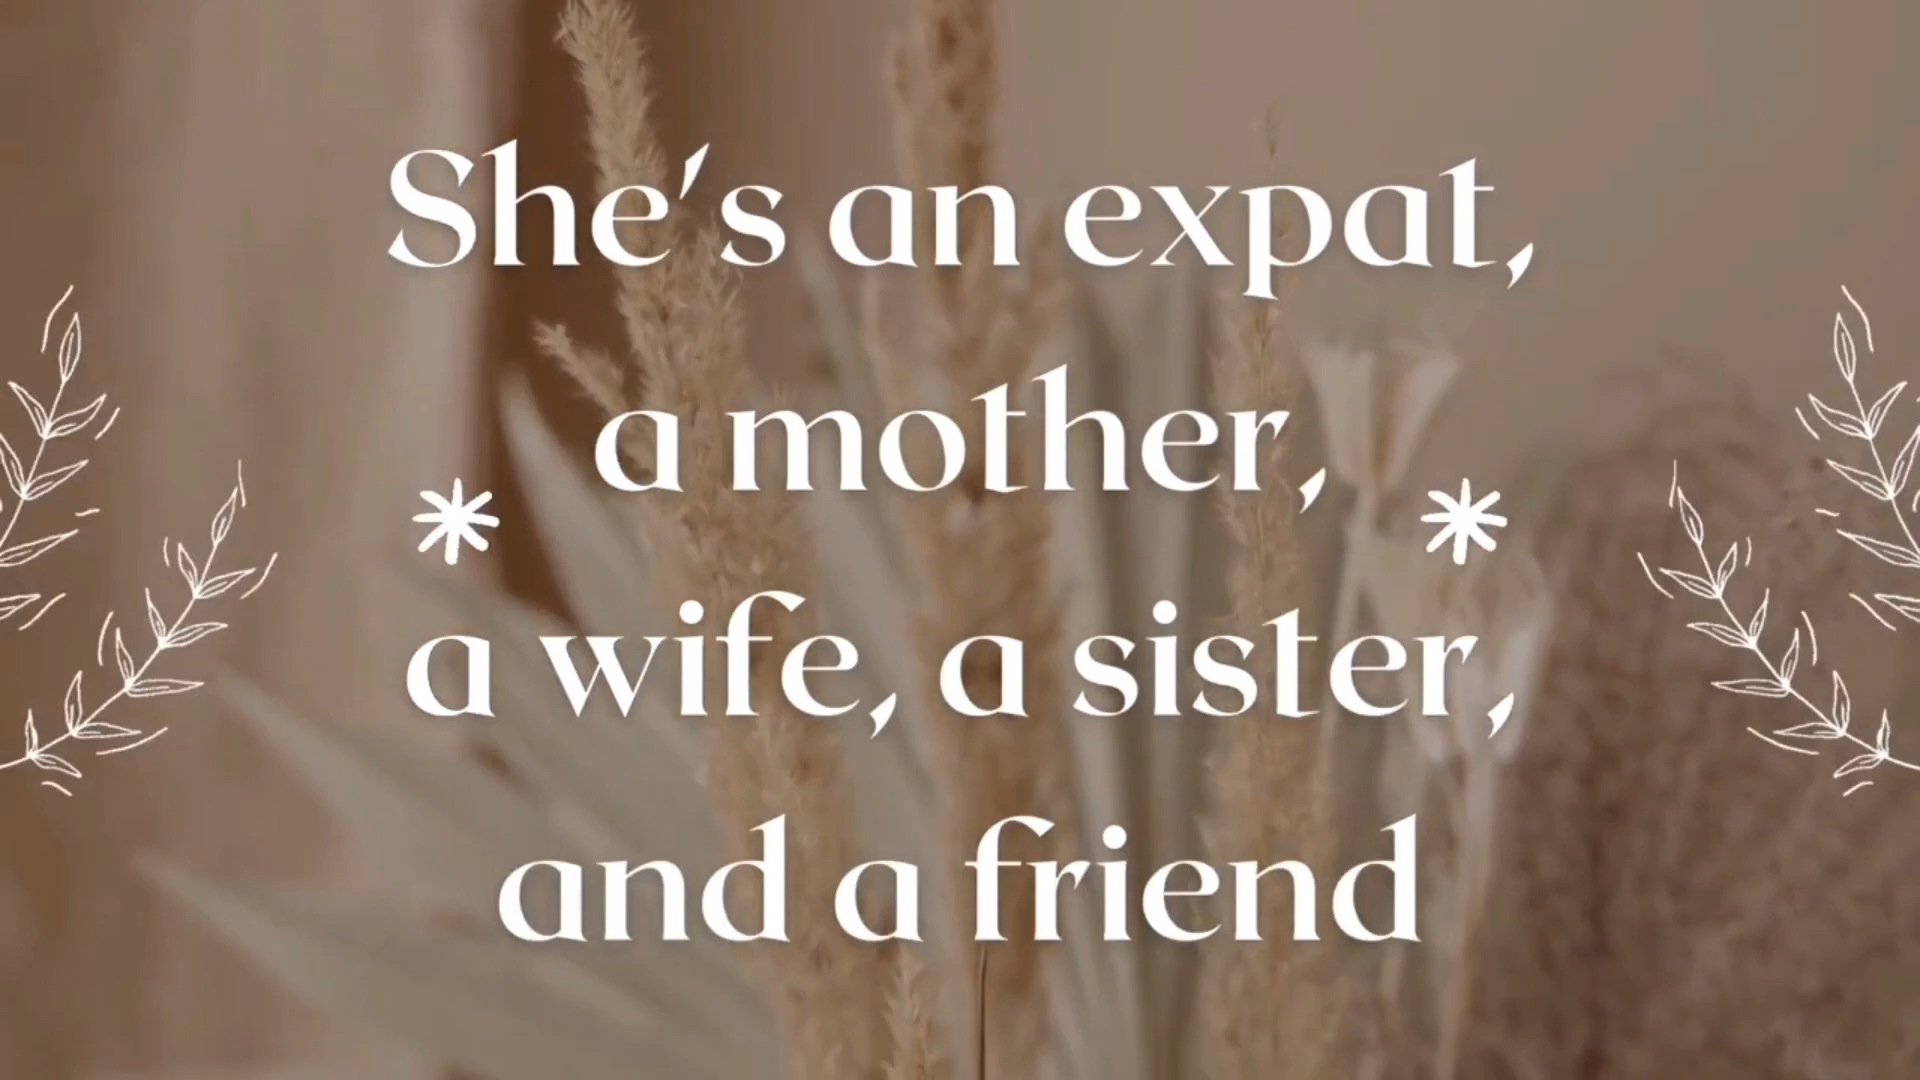 She's an expat,
a mother,
a wife, a sister,
and a friend